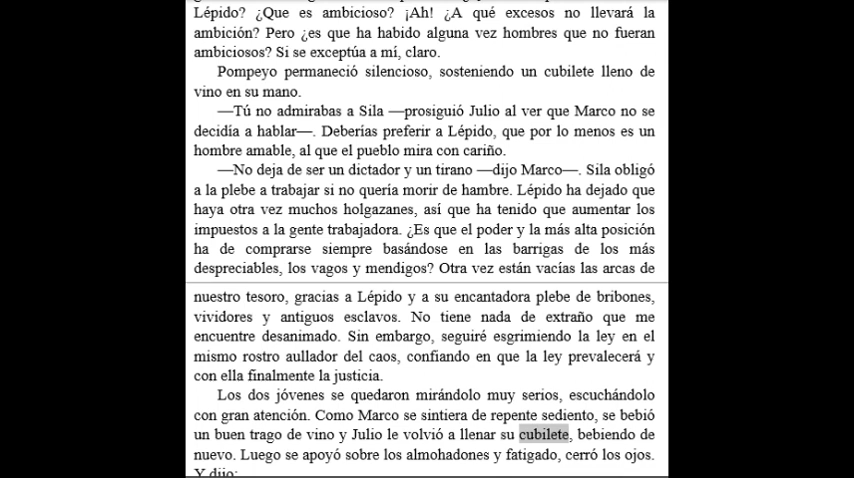 Lépido? ¿Que es ambicioso? ¡Ah! ¿A qué excesos no llevará la
ambición? Pero ¿es que ha habido alguna vez hombres que no fueran
ambiciosos? Si se exceptúa a mí, claro.
Pompeyo permaneció silencioso, sosteniendo un cubilete lleno de
vino en su mano.
—Tú no admirabas a Sila —prosiguió Julio al ver que Marco no se
decidía a hablar—. Deberías preferir a Lépido, que por lo menos es un
hombre amable, al que el pueblo mira con cariño.
—No deja de ser un dictador y un tirano —dijo Marco—. Sila obligó
a la plebe a trabajar si no quería morir de hambre. Lépido ha dejado que
haya otra vez muchos holgazanes, así que ha tenido que aumentar los
impuestos a la gente trabajadora. ¿Es que el poder y la más alta posición
ha de comprarse siempre basándose en las barrigas de los más
despreciables, los vagos y mendigos? Otra vez están vacías las arcas de
nuestro tesoro, gracias a Lépido y a su encantadora plebe de bribones,
vividores y antiguos esclavos. No tiene nada de extraño que me
encuentre desanimado. Sin embargo, seguiré esgrimiendo la ley en el
mismo rostro aullador del caos, confiando en que la ley prevalecerá y
con ella finalmente la justicia.
Los dos jóvenes se quedaron mirándolo muy serios, escuchándolo
con gran atención. Como Marco se sintiera de repente sediento, se bebió
un buen trago de vino y Julio le volvió a llenar su cubilete, bebiendo de
nuevo. Luego se apoyó sobre los almohadones y fatigado, cerró los ojos.
Y dijo: